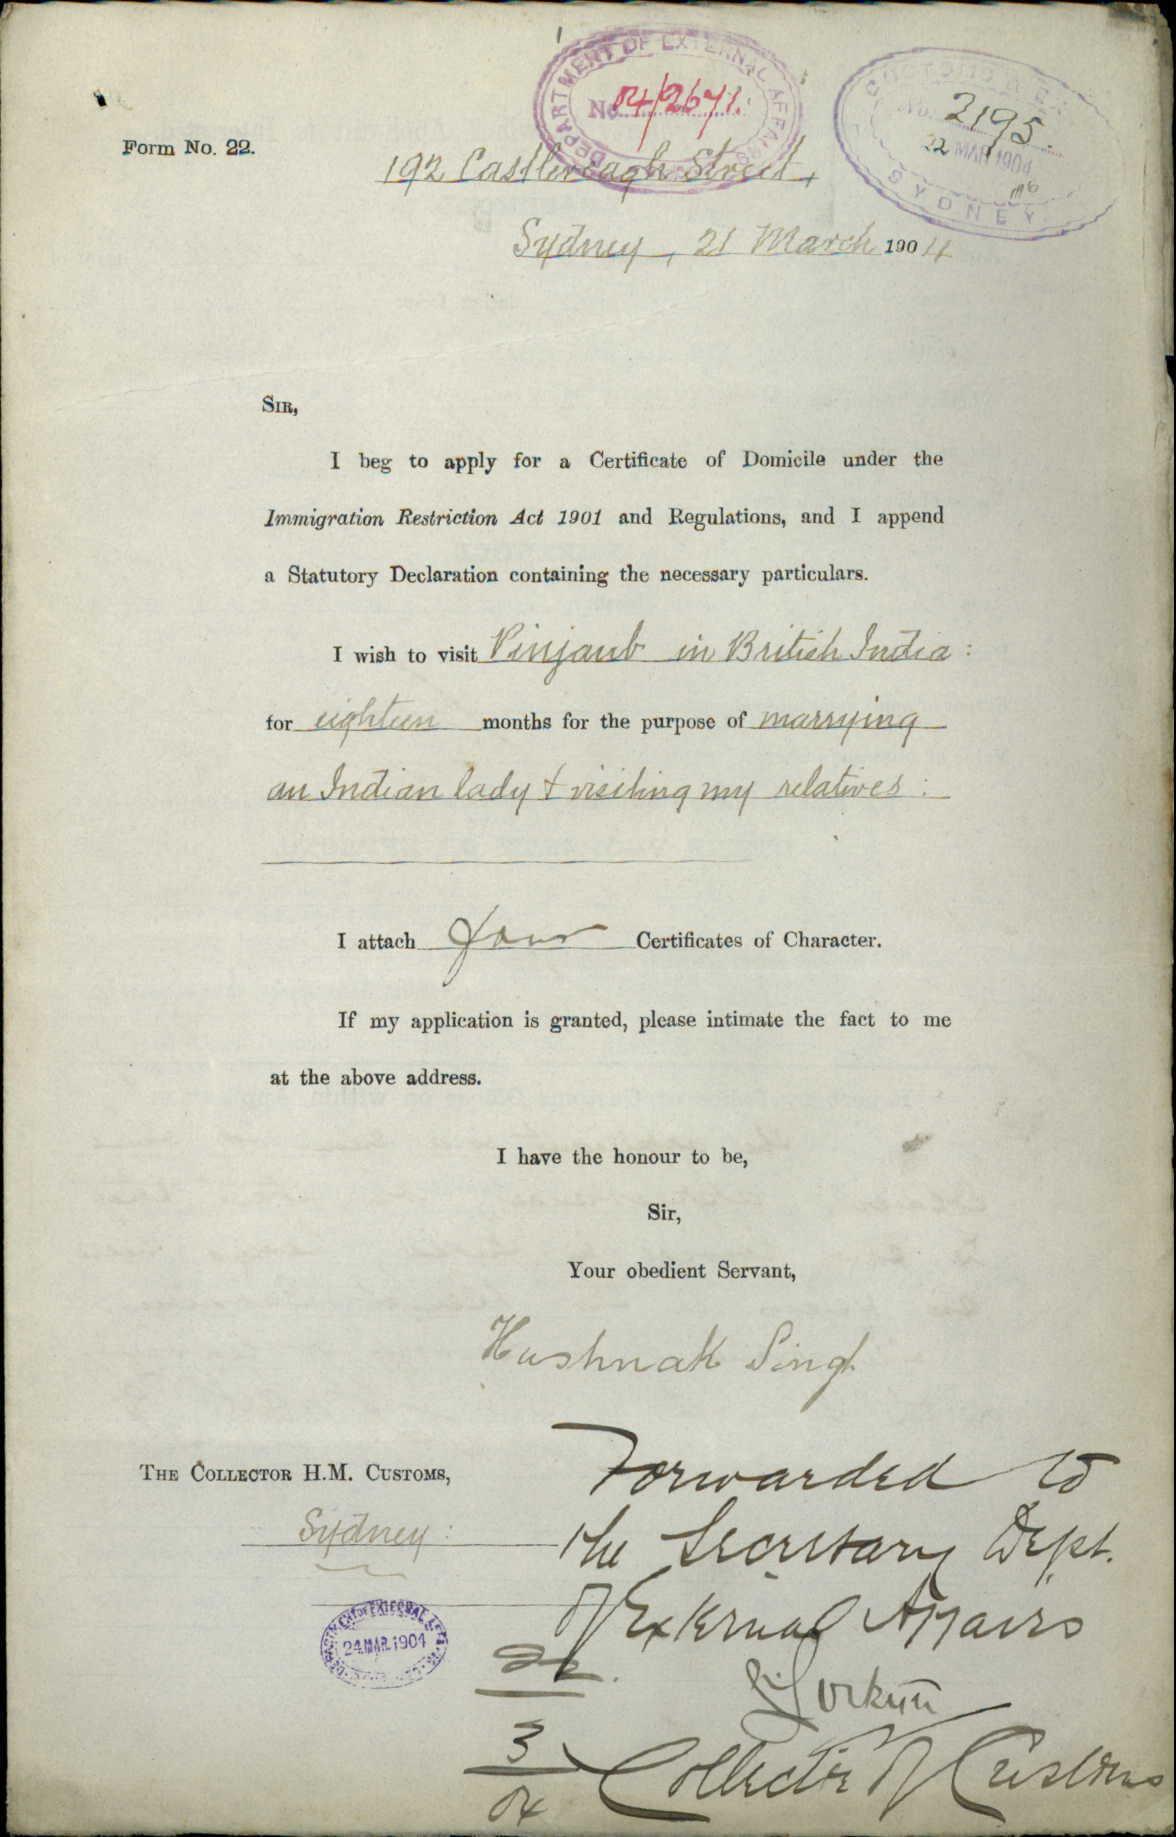 DEPARTMENT OF EXTERNAL AFFAIRS
No. 04/2671.
CUSTOMS
No. 2195.
22 MAR 1904
SYDNEY
Form No. 22.
192 Castlereagh Street,
Sydney, 21 March 1904
SIR,
I beg to apply for a Certificate of Domicile under the
Immigration Restriction Act 1901 and Regulations, and I append
a Statutory Declaration containing the necessary particulars.
I wish to visit Pinjaub in British India:
for eighteen months for the purpose of marrying
an Indian lady & visiting my relatives:
I attach four Certificates of Character.
If my application is granted, please intimate the fact to me
at the above address.
I have the honour to be,
Sir,
Your obedient Servant,
Hushnak Singh
THE COLLECTOR H.M. CUSTOMS,
Sydney:
Forwarded to
the Secretary Dept.
of External Affairs
24 MAR 1904
22.
3
04
Collector of Customs